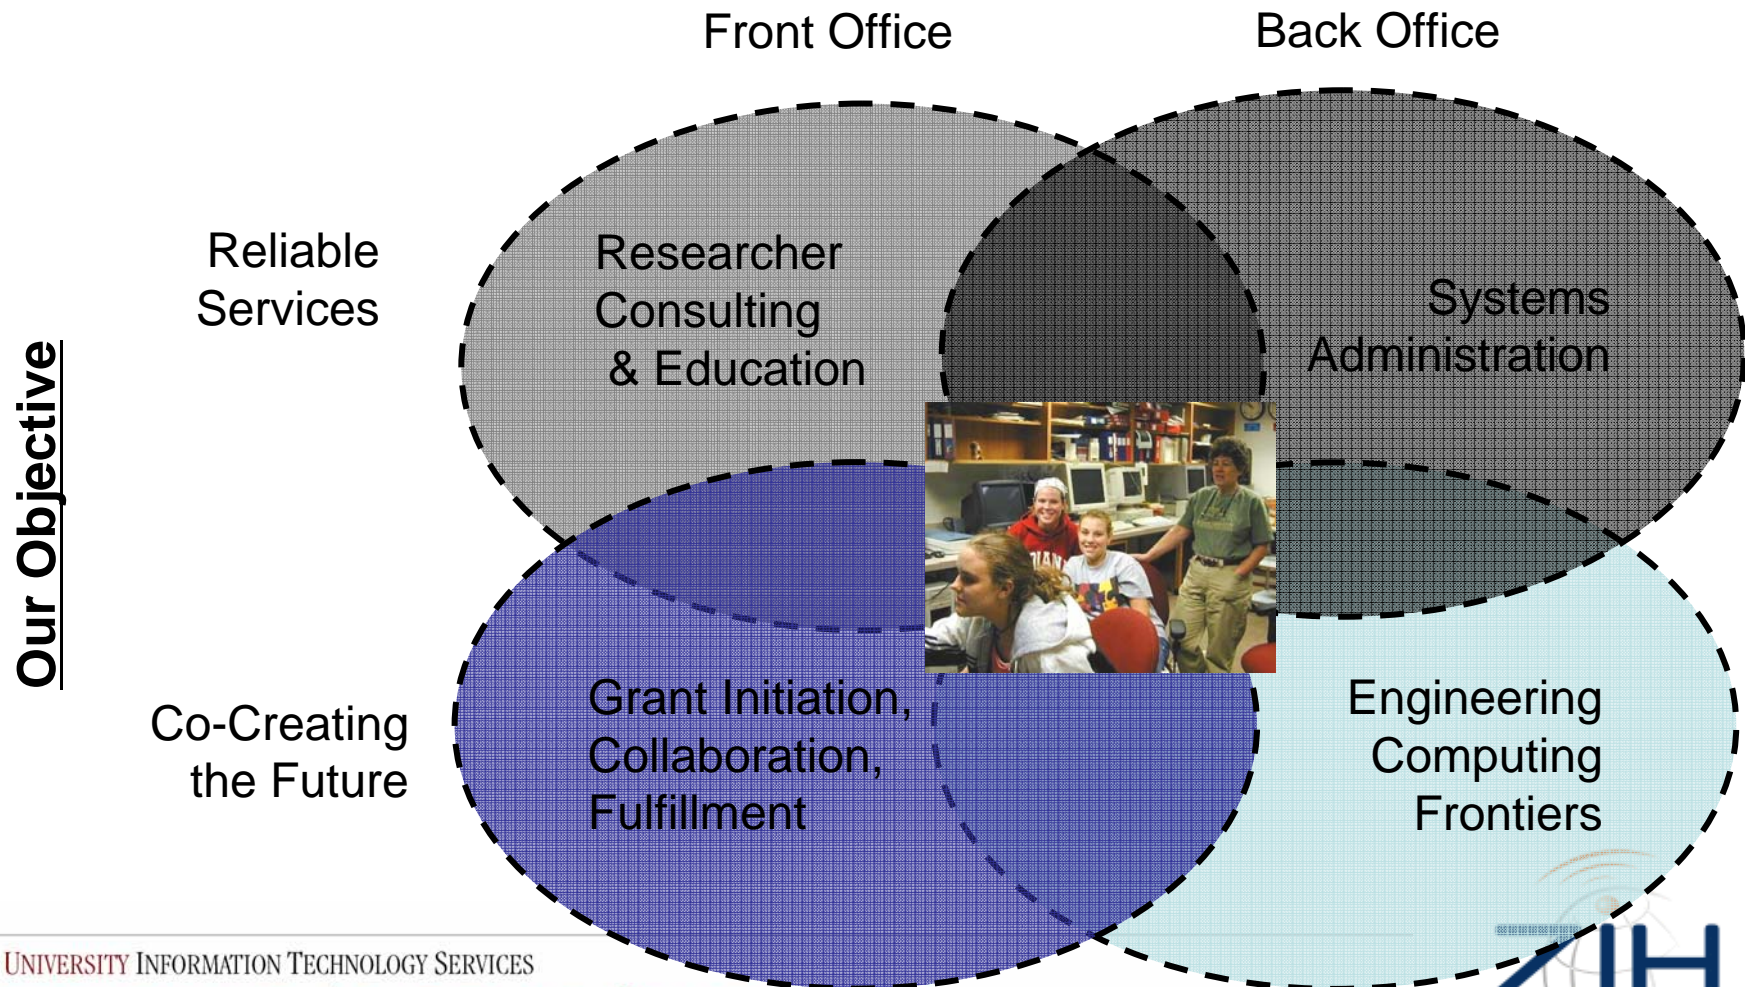 Front Office
Back Office
Reliable
Services
Researcher
Consulting
& Education
Systems
Administration
Our Objective
Co-Creating
the Future
Grant Initiation,
Collaboration,
Fulfillment
Engineering
Computing
Frontiers
UNIVERSITY INFORMATION TECHNOLOGY SERVICES
ZIH